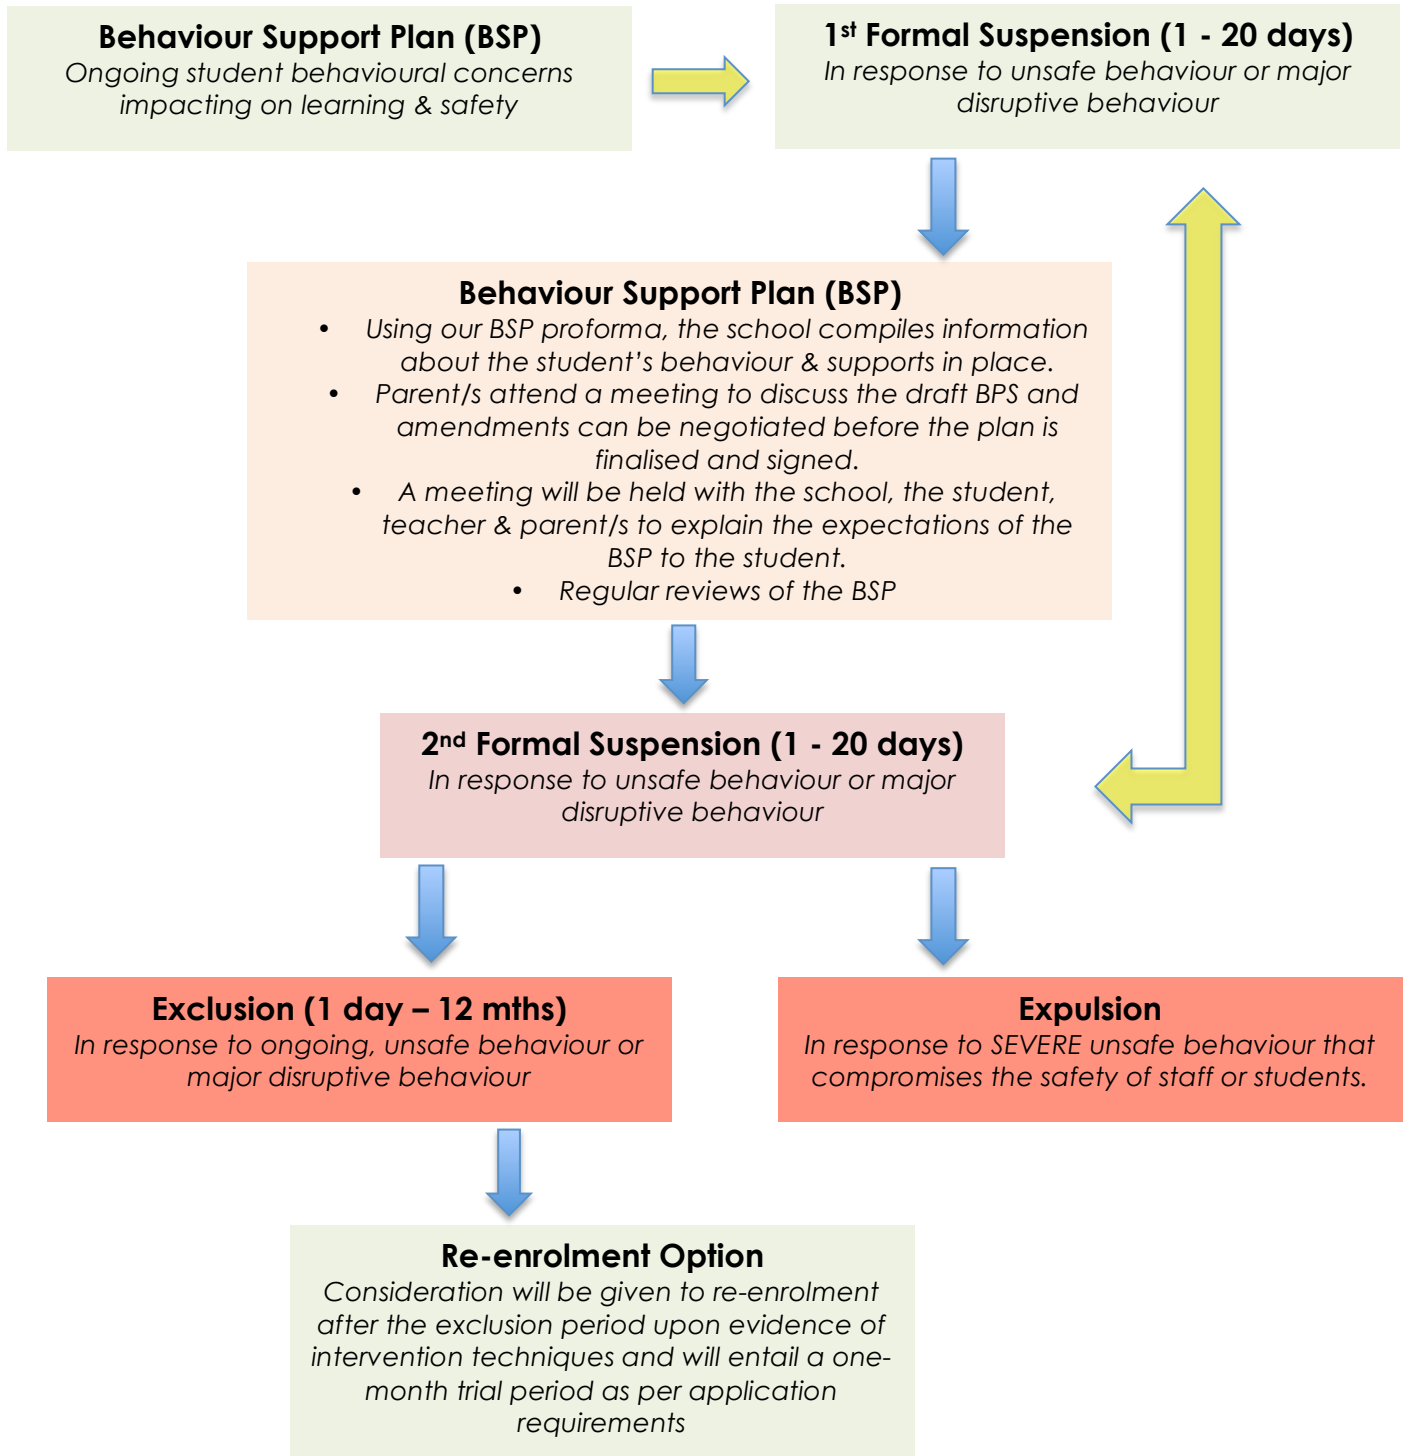 Behaviour Support Plan (BSP)
Ongoing student behavioural concerns
impacting on learning & safety
1st Formal Suspension (1 - 20 days)
In response to unsafe behaviour or major
disruptive behaviour
Behaviour Support Plan (BSP)
• Using our BSP proforma, the school compiles information
about the student's behaviour & supports in place.
• Parent/s attend a meeting to discuss the draft BPS and
amendments can be negotiated before the plan is
finalised and signed.
• A meeting will be held with the school, the student,
teacher & parent/s to explain the expectations of the
BSP to the student.
• Regular reviews of the BSP
2nd Formal Suspension (1 - 20 days)
In response to unsafe behaviour or major
disruptive behaviour
Exclusion (1 day – 12 mths)
In response to ongoing, unsafe behaviour or
major disruptive behaviour
Expulsion
In response to SEVERE unsafe behaviour that
compromises the safety of staff or students.
Re-enrolment Option
Consideration will be given to re-enrolment
after the exclusion period upon evidence of
intervention techniques and will entail a one-
month trial period as per application
requirements